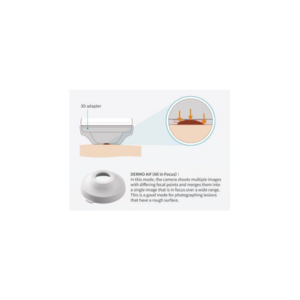 3D adapter
DERMO AIF (All in Focus) :
In this mode, the camera shoots multiple images
with differing focal points and merges them into
a single image that is in focus over a wide range.
This is a good mode for photographing lesions
that have a rough surface.